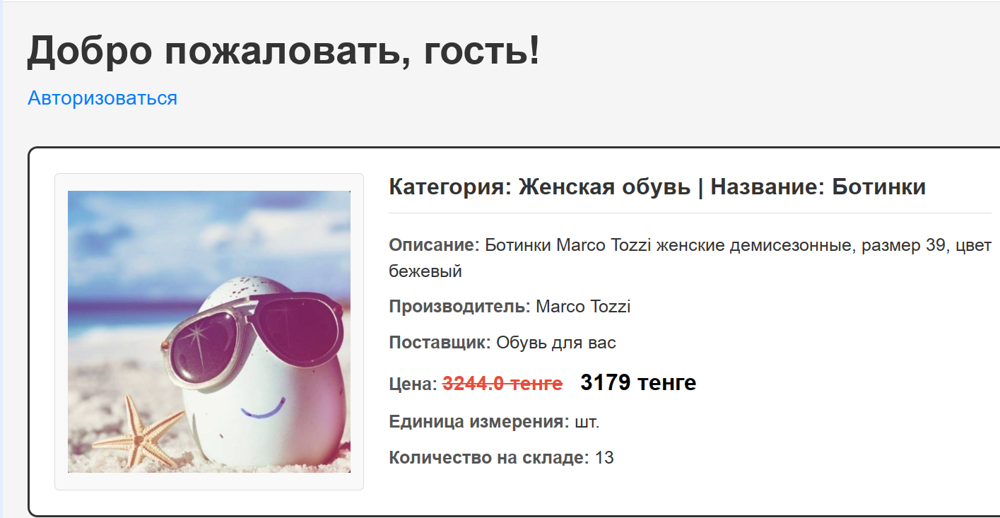 Добро пожаловать, гость!
Авторизоваться
Категория: Женская обувь | Название: Ботинки
Описание: Ботинки Marco Tozzi женские демисезонные, размер 39, цвет
бежевый
Производитель: Marco Tozzi
Поставщик: Обувь для вас
Цена: 3244.0 тенге 3179 тенге
Единица измерения: шт.
Количество на складе: 13